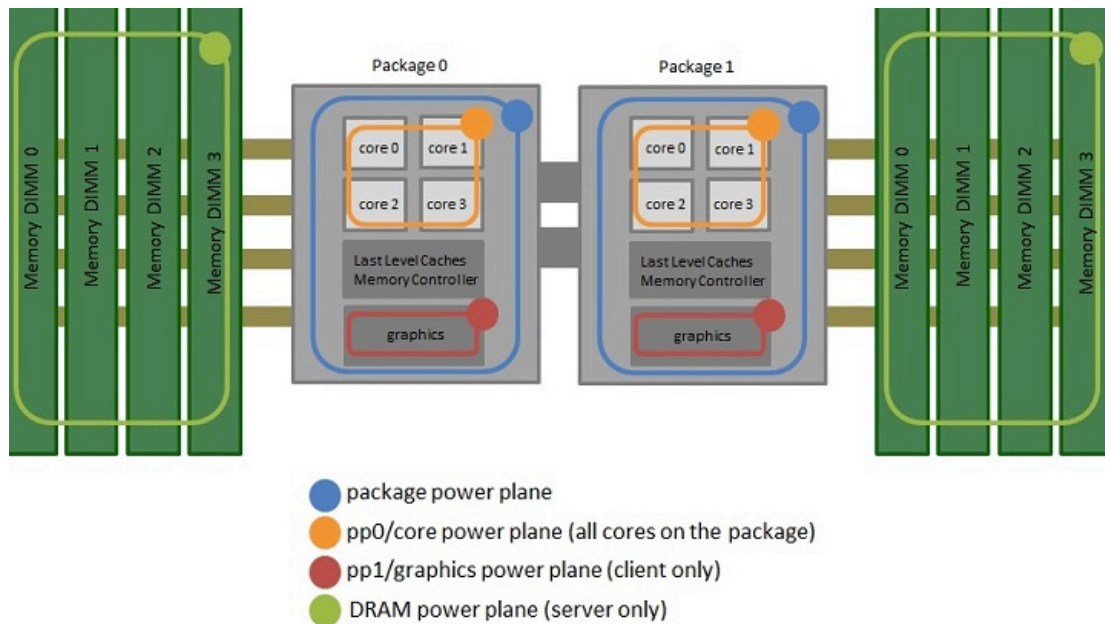 Package 0
Package 1
Memory DIMM 0
Memory DIMM 1
Memory DIMM 2
Memory DIMM 3
core 0
core 1
core 2
core 3
Last Level Caches
Memory Controller
graphics
core 0
core 1
core 2
core 3
Last Level Caches
Memory Controller
graphics
Memory DIMM 0
Memory DIMM 1
Memory DIMM 2
Memory DIMM 3
package power plane
pp0/core power plane (all cores on the package)
pp1/graphics power plane (client only)
DRAM power plane (server only)